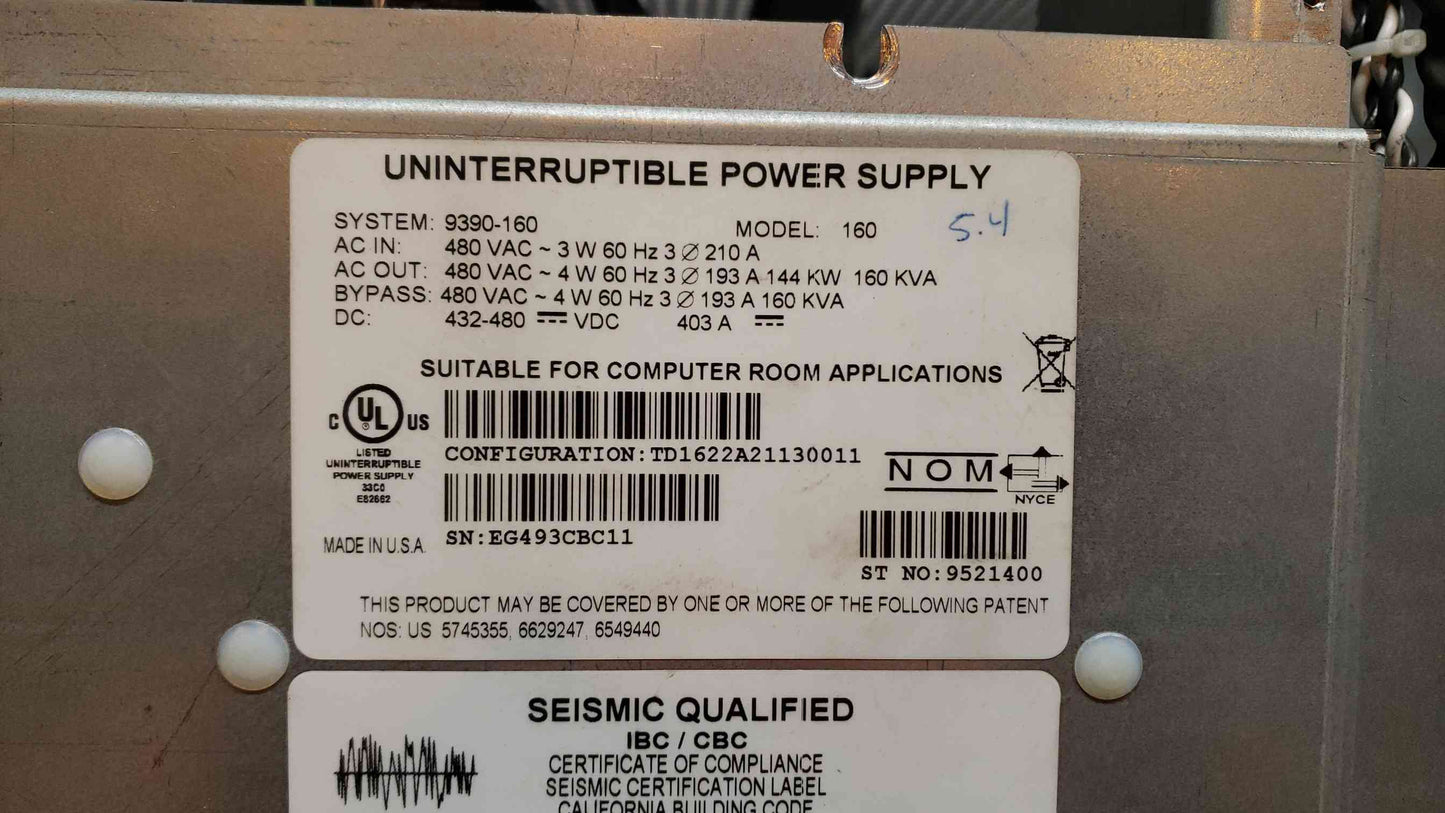 UNINTERRUPTIBLE POWER SUPPLY
SYSTEM: 9390-160 MODEL: 160 5.4
AC IN: 480 VAC ~ 3 W 60 Hz 3 ∅ 210 A
AC OUT: 480 VAC ~ 4 W 60 Hz 3 ∅ 193 A 144 KW 160 KVA
BYPASS: 480 VAC ~ 4 W 60 Hz 3 ∅ 193 A 160 KVA
DC: 432-480 ⎓ VDC 403 A ⎓
SUITABLE FOR COMPUTER ROOM APPLICATIONS
C UL US
LISTED
UNINTERRUPTIBLE
POWER SUPPLY
33C0
E82662
CONFIGURATION:TD1622A21130011
NOM
NYCE
MADE IN U.S.A.
SN:EG493CBC11
ST NO:9521400
THIS PRODUCT MAY BE COVERED BY ONE OR MORE OF THE FOLLOWING PATENT
NOS: US 5745355, 6629247, 6549440
SEISMIC QUALIFIED
IBC / CBC
CERTIFICATE OF COMPLIANCE
SEISMIC CERTIFICATION LABEL
CALIFORNIA BUILDING CODE